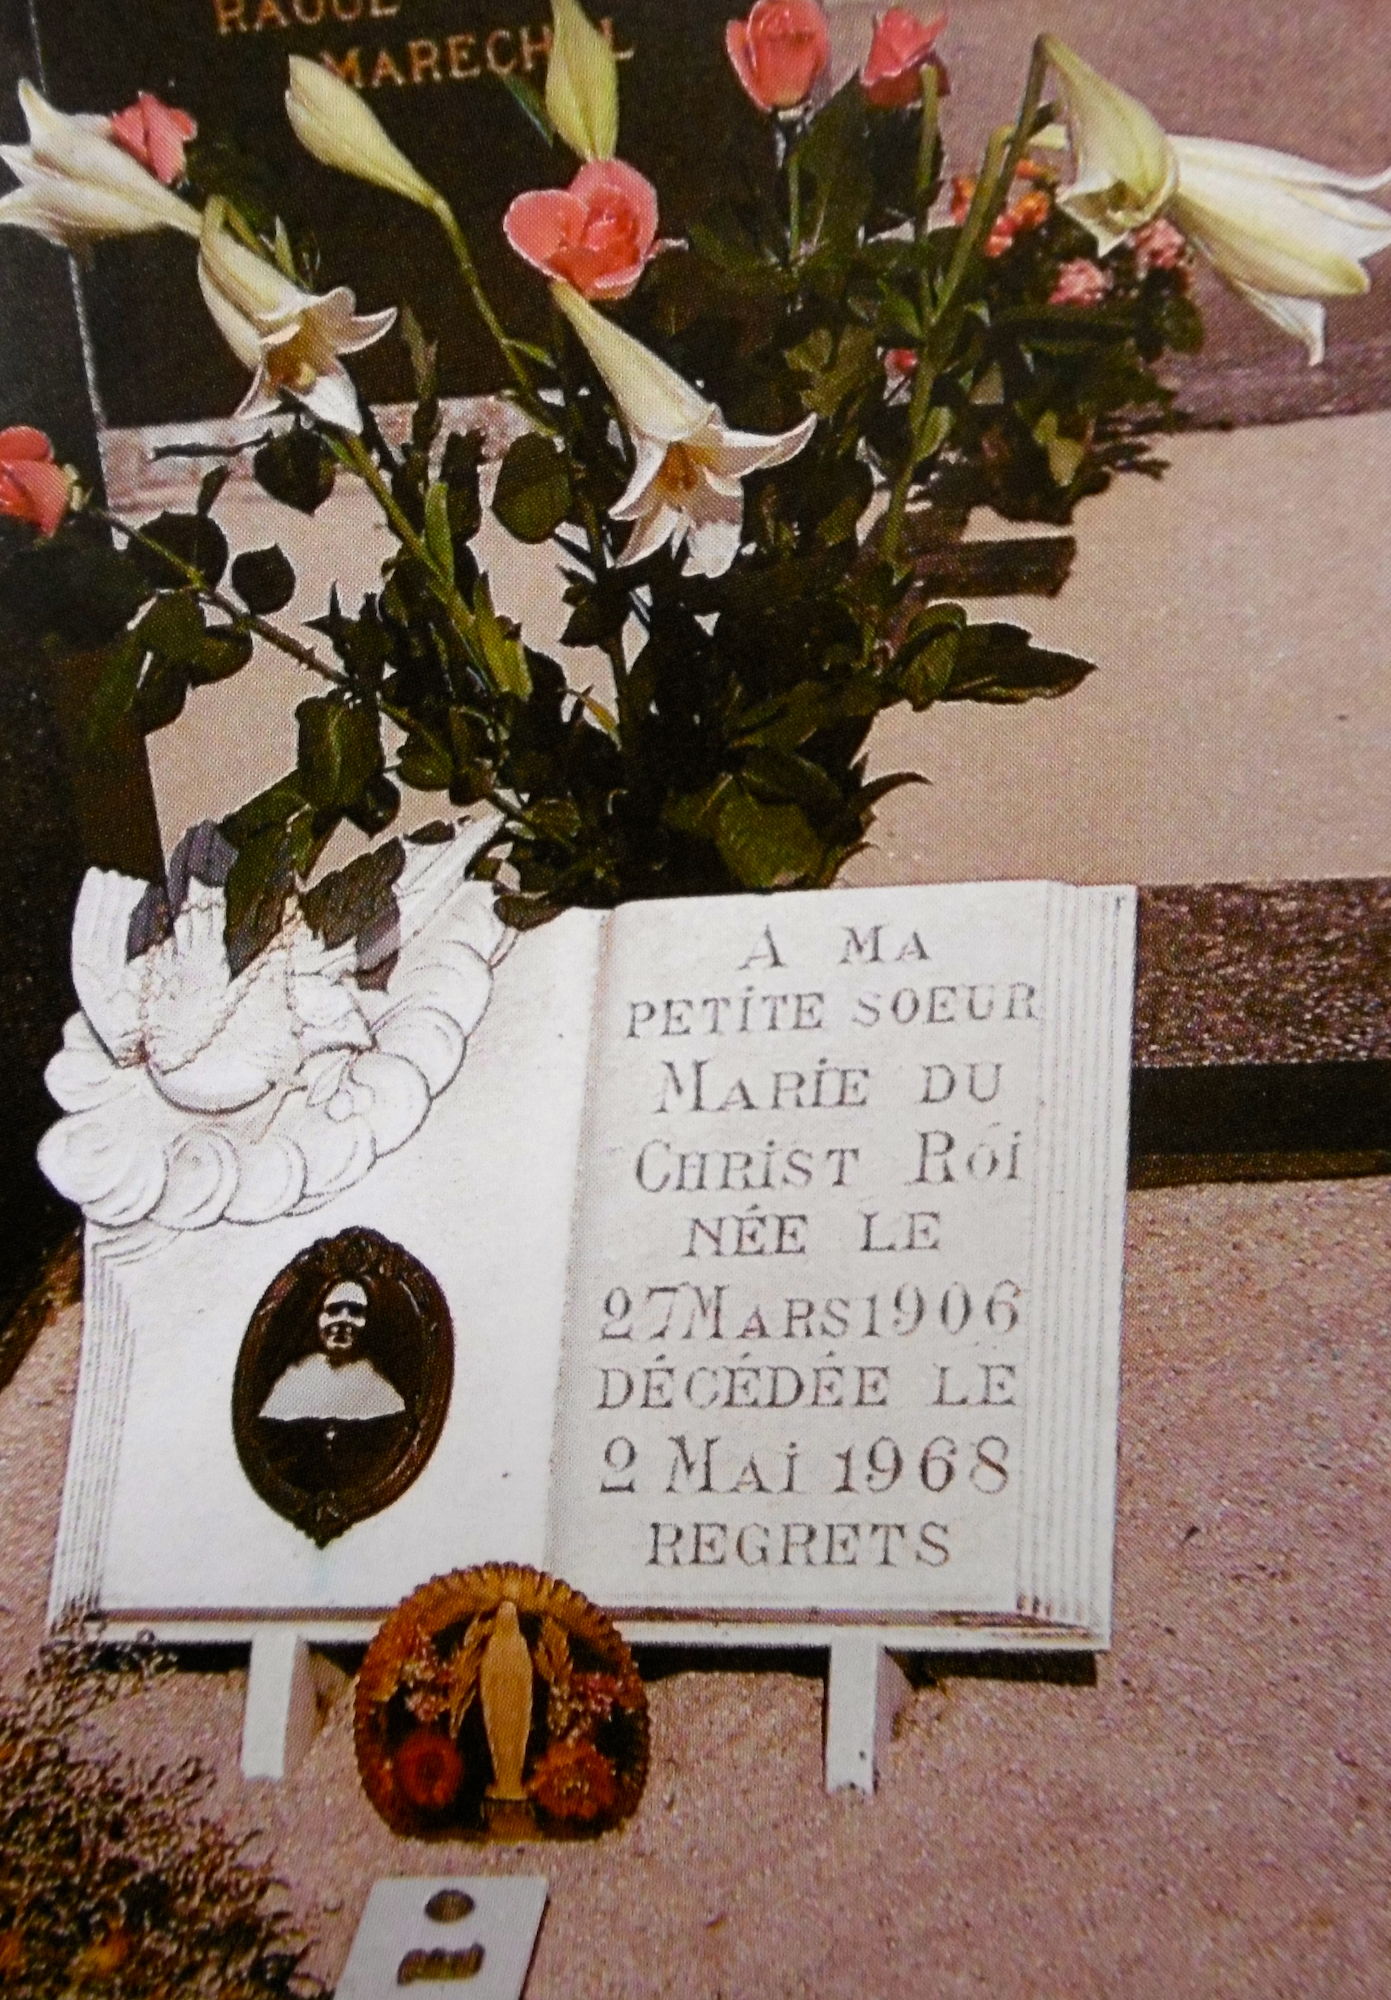 RAOUL
MARECHAL
A MA
PETITE SOEUR
MARIE DU
CHRIST ROI
NÉE LE
27 MARS 1906
DÉCÉDÉE LE
2 MAI 1968
REGRETS